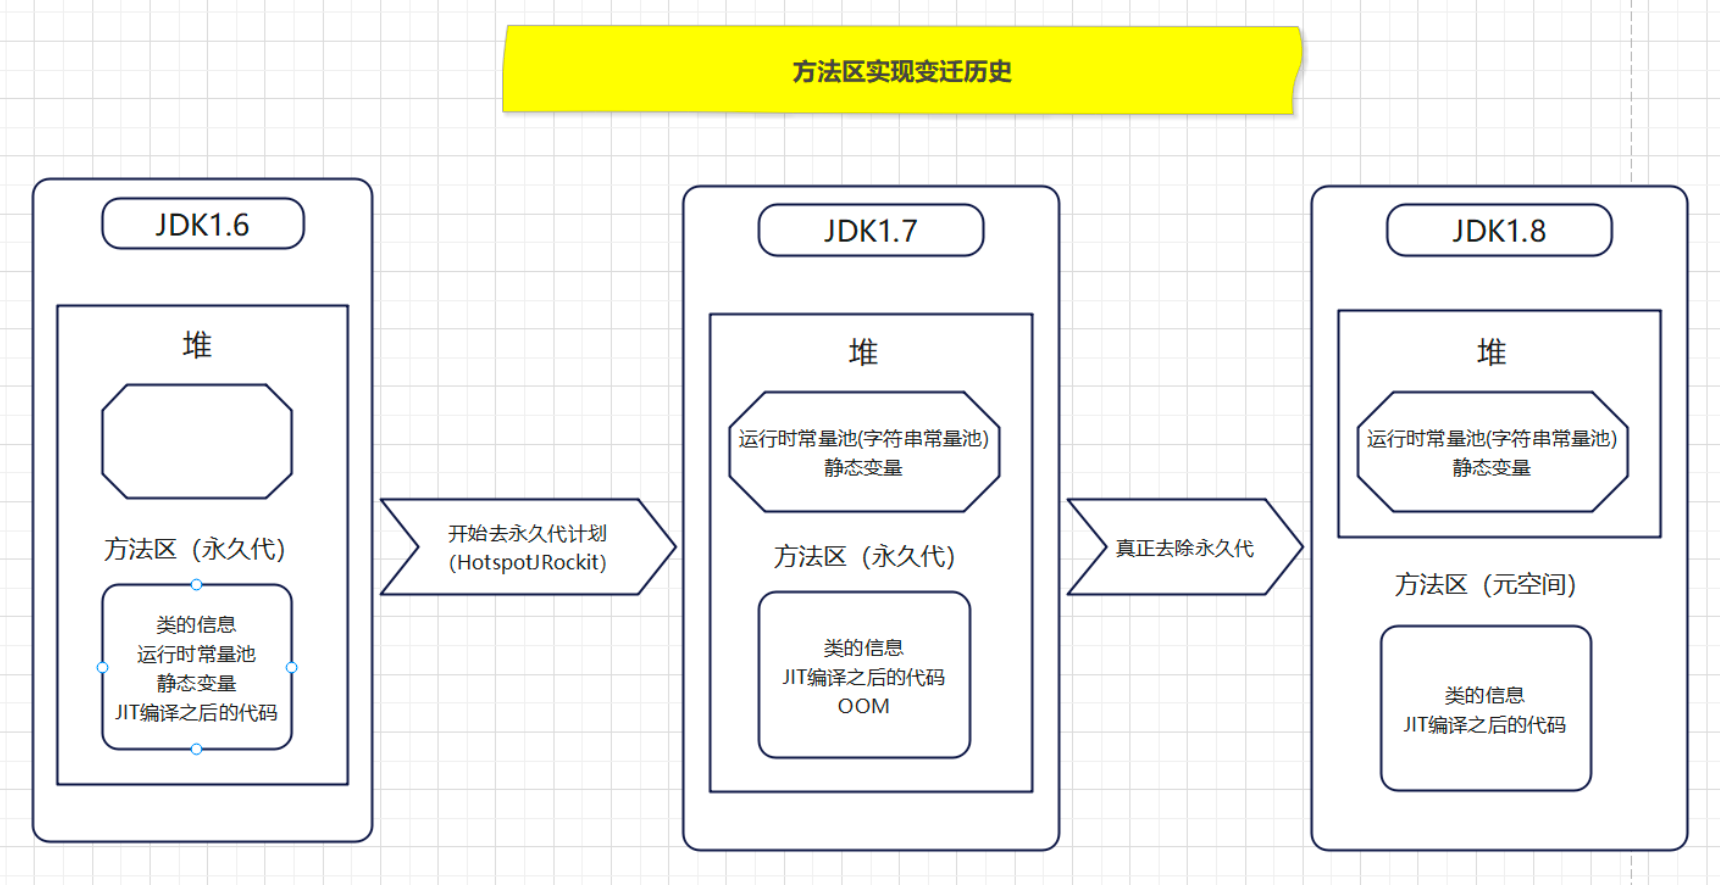 方法区实现变迁历史
JDK1.6
堆
方法区（永久代）
类的信息
运行时常量池
静态变量
JIT编译之后的代码
开始去永久代计划
(HotspotJRockit)
JDK1.7
堆
运行时常量池(字符串常量池)
静态变量
方法区（永久代）
类的信息
JIT编译之后的代码
OOM
真正去除永久代
JDK1.8
堆
运行时常量池(字符串常量池)
静态变量
方法区（元空间）
类的信息
JIT编译之后的代码